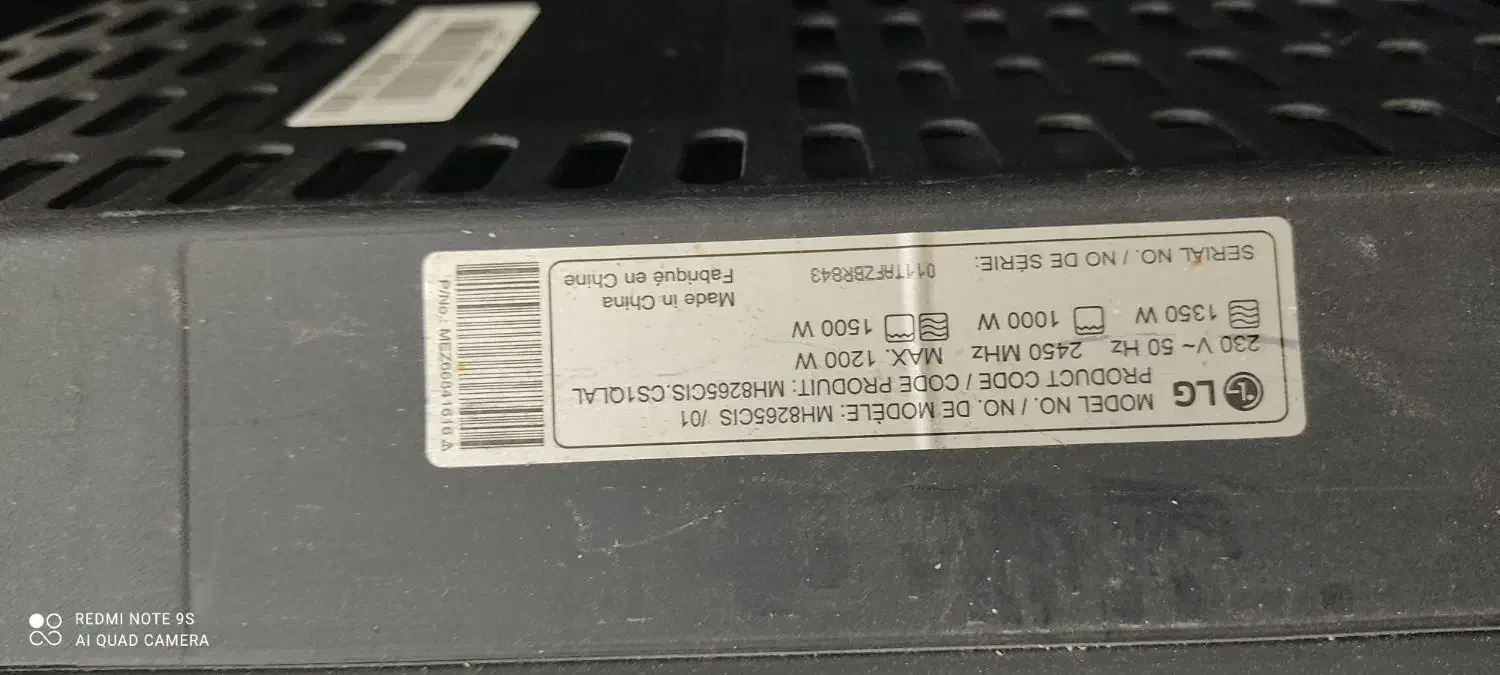 LG
MODEL NO. / NO. DE MODÈLE: MH8265CIS /01
PRODUCT CODE / CODE PRODUIT: MH8265CIS.CS1QLAL
230 V~ 50 Hz 2450 MHz MAX. 1200 W
1350 W 1000 W 1500 W
Made in China
SERIAL NO. / NO DE SÉRIE: 011TAFZBR843 Fabriqué en Chine
P/No.: MEZ66841616 A
REDMI NOTE 9S
AI QUAD CAMERA